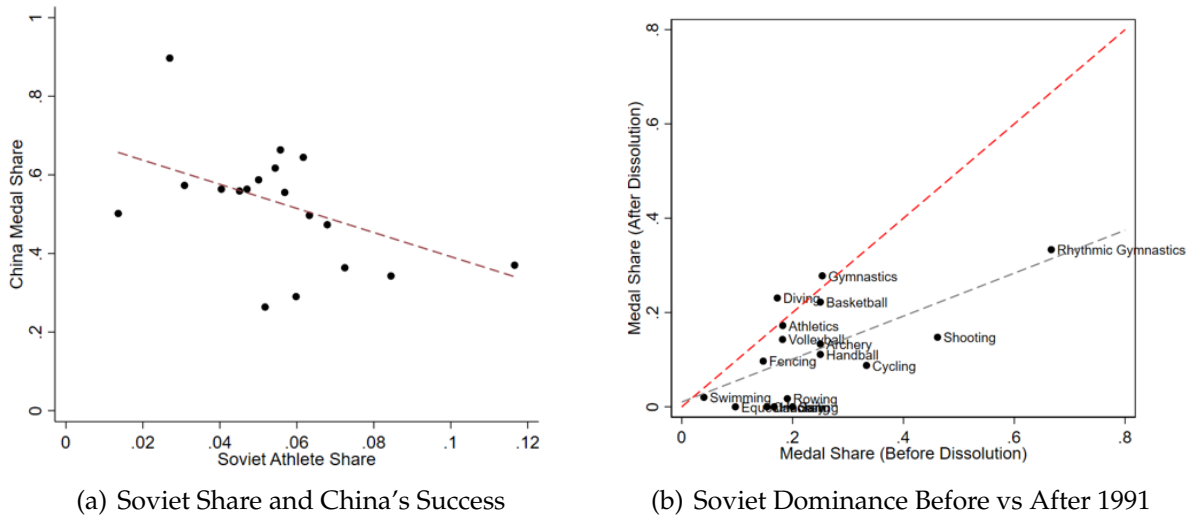 1
.8
.6
.4
.2
0
China Medal Share
0 .02 .04 .06 .08 .1 .12
Soviet Athlete Share
(a) Soviet Share and China's Success
.8
.6
.4
.2
0
Medal Share (After Dissolution)
Rhythmic Gymnastics
Gymnastics
Diving
Basketball
Athletics
Volleyball
Archery
Shooting
Handball
Fencing
Cycling
Swimming
Rowing
0 .2 .4 .6 .8
Medal Share (Before Dissolution)
(b) Soviet Dominance Before vs After 1991